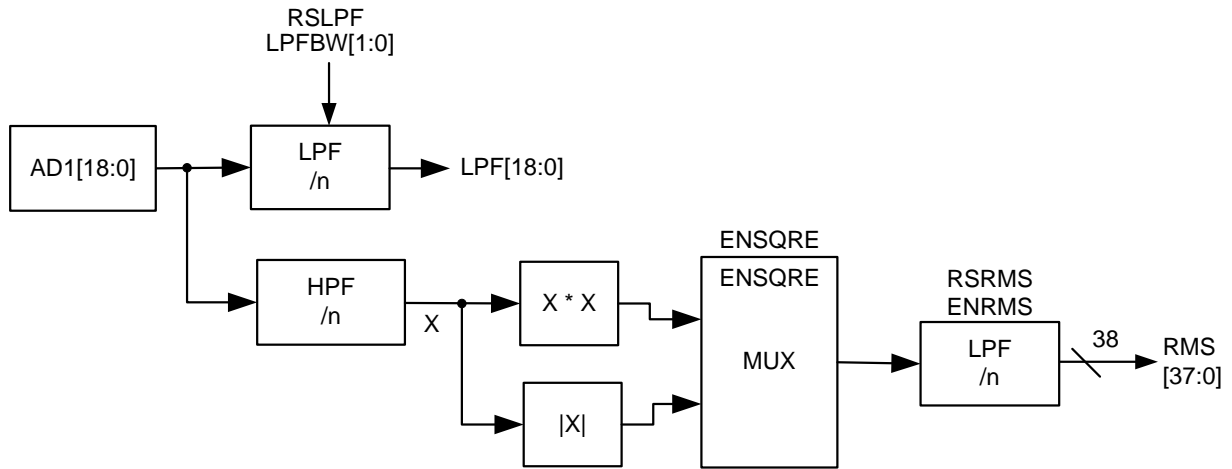 RSLPF
LPFBW[1:0]
AD1[18:0]
LPF
/n
LPF[18:0]
HPF
/n
X
X * X
|X|
ENSQRE
ENSQRE
MUX
RSRMS
ENRMS
LPF
/n
38
RMS
[37:0]